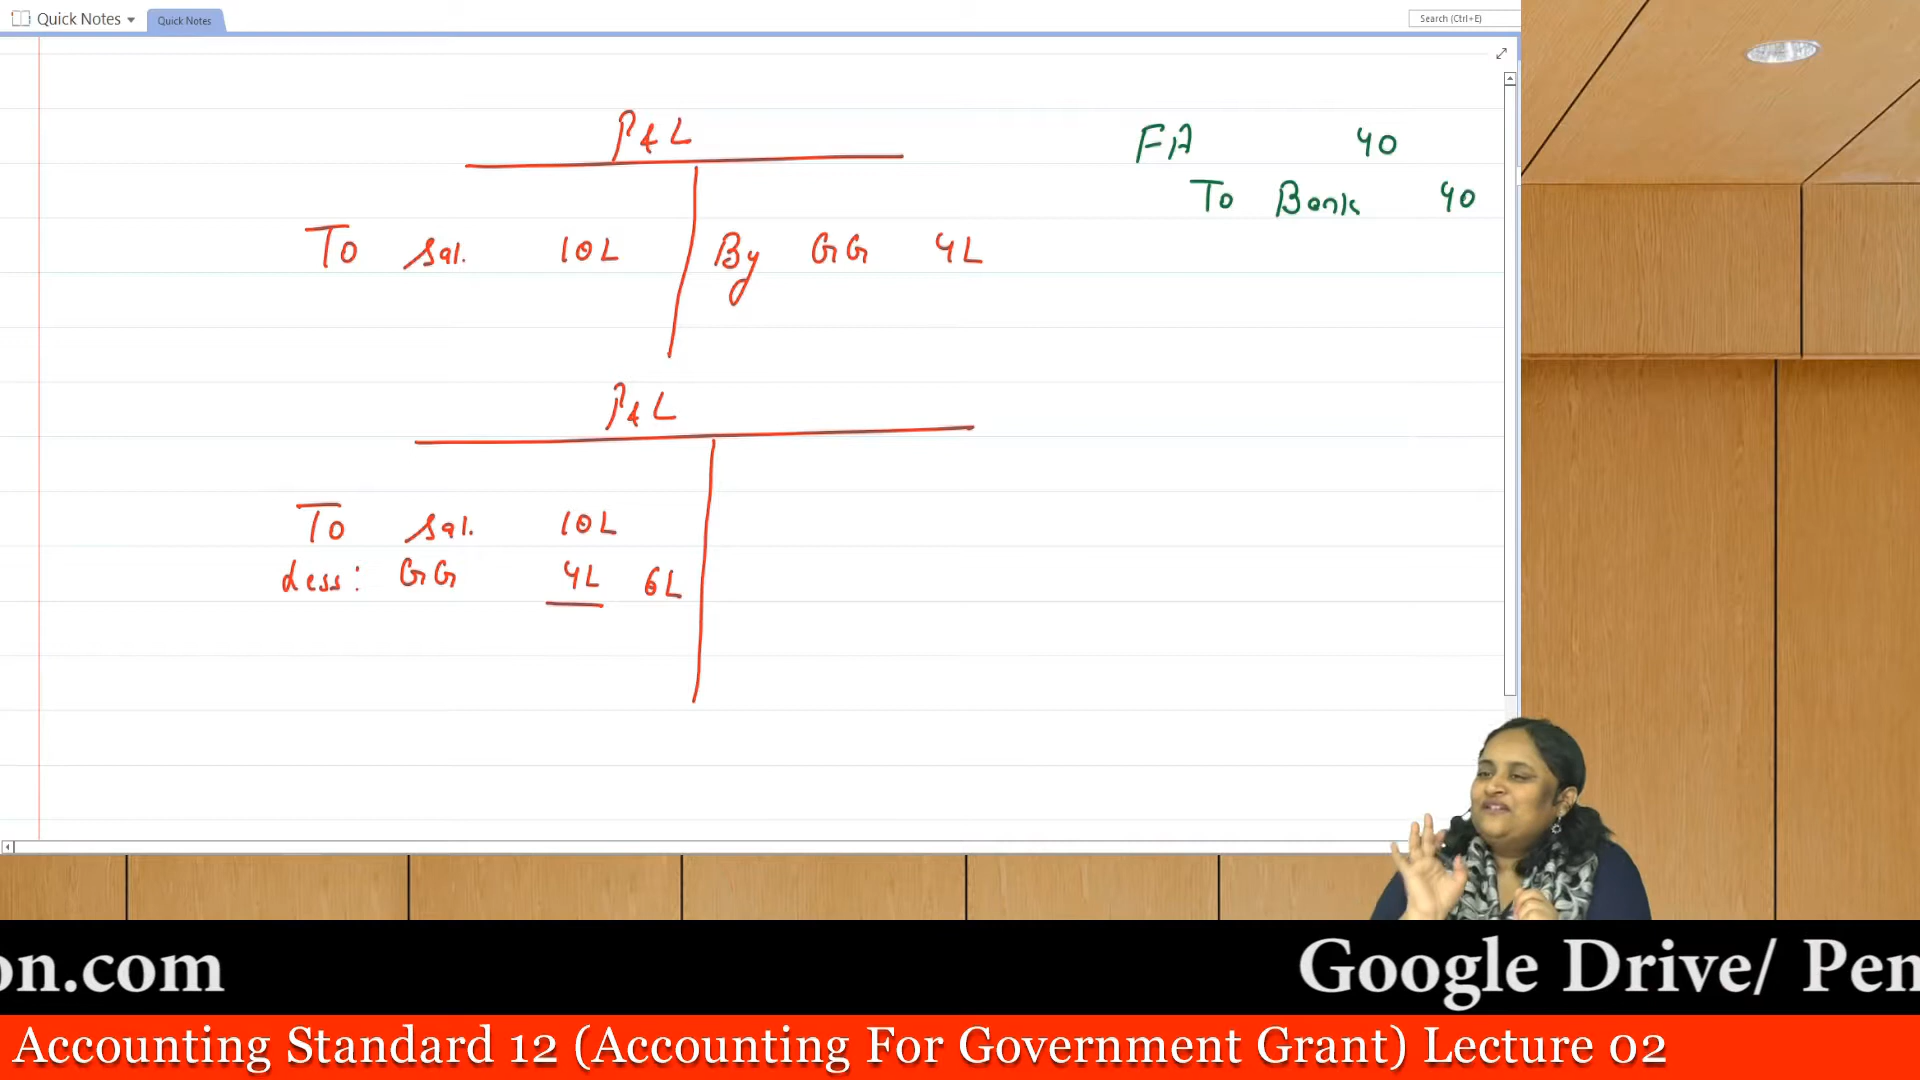 Quick Notes
Quick Notes
Search (Ctrl+E)
P&L
To Sal. 10L By GG 4L
FA 40
To Bank 40
P&L
To Sal. 10L
Less: GG 4L 6L
on.com
Google Drive/ Pen
Accounting Standard 12 (Accounting For Government Grant) Lecture 02